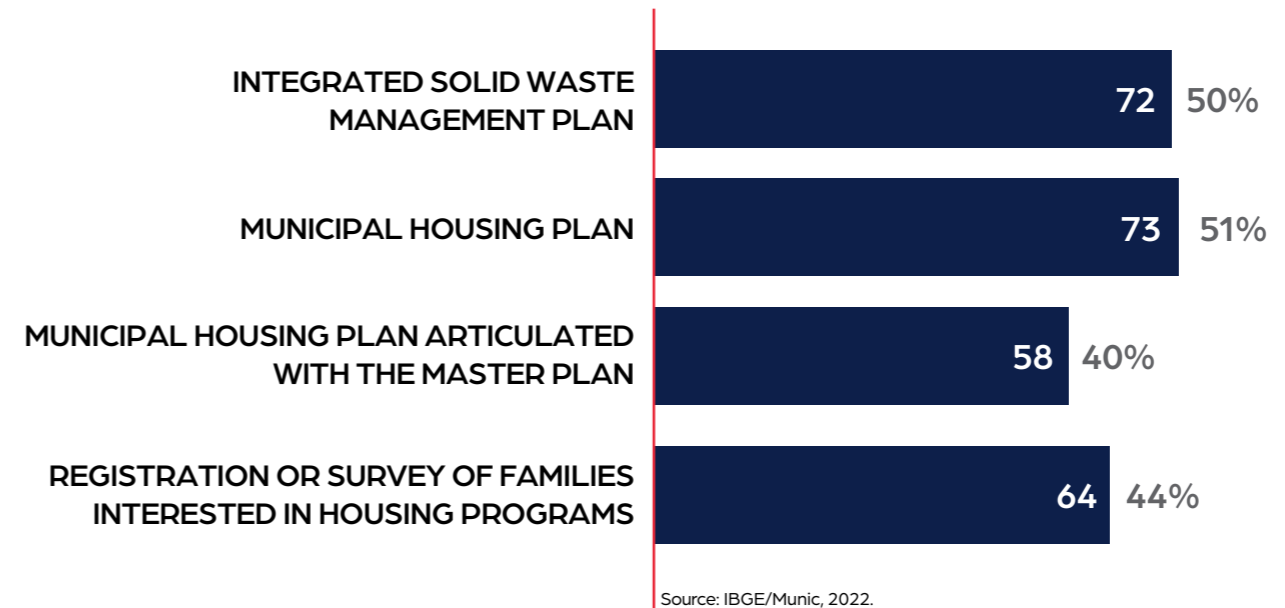 INTEGRATED SOLID WASTE
MANAGEMENT PLAN
72 50%
MUNICIPAL HOUSING PLAN
73 51%
MUNICIPAL HOUSING PLAN ARTICULATED
WITH THE MASTER PLAN
58 40%
REGISTRATION OR SURVEY OF FAMILIES
INTERESTED IN HOUSING PROGRAMS
64 44%
Source: IBGE/Munic, 2022.